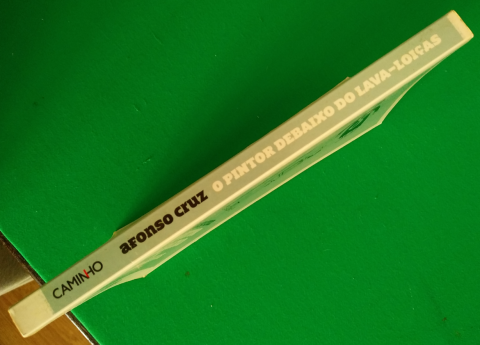 CAMINHO afonso cruz O PINTOR DEBAIXO DO LAVA-LOIÇAS